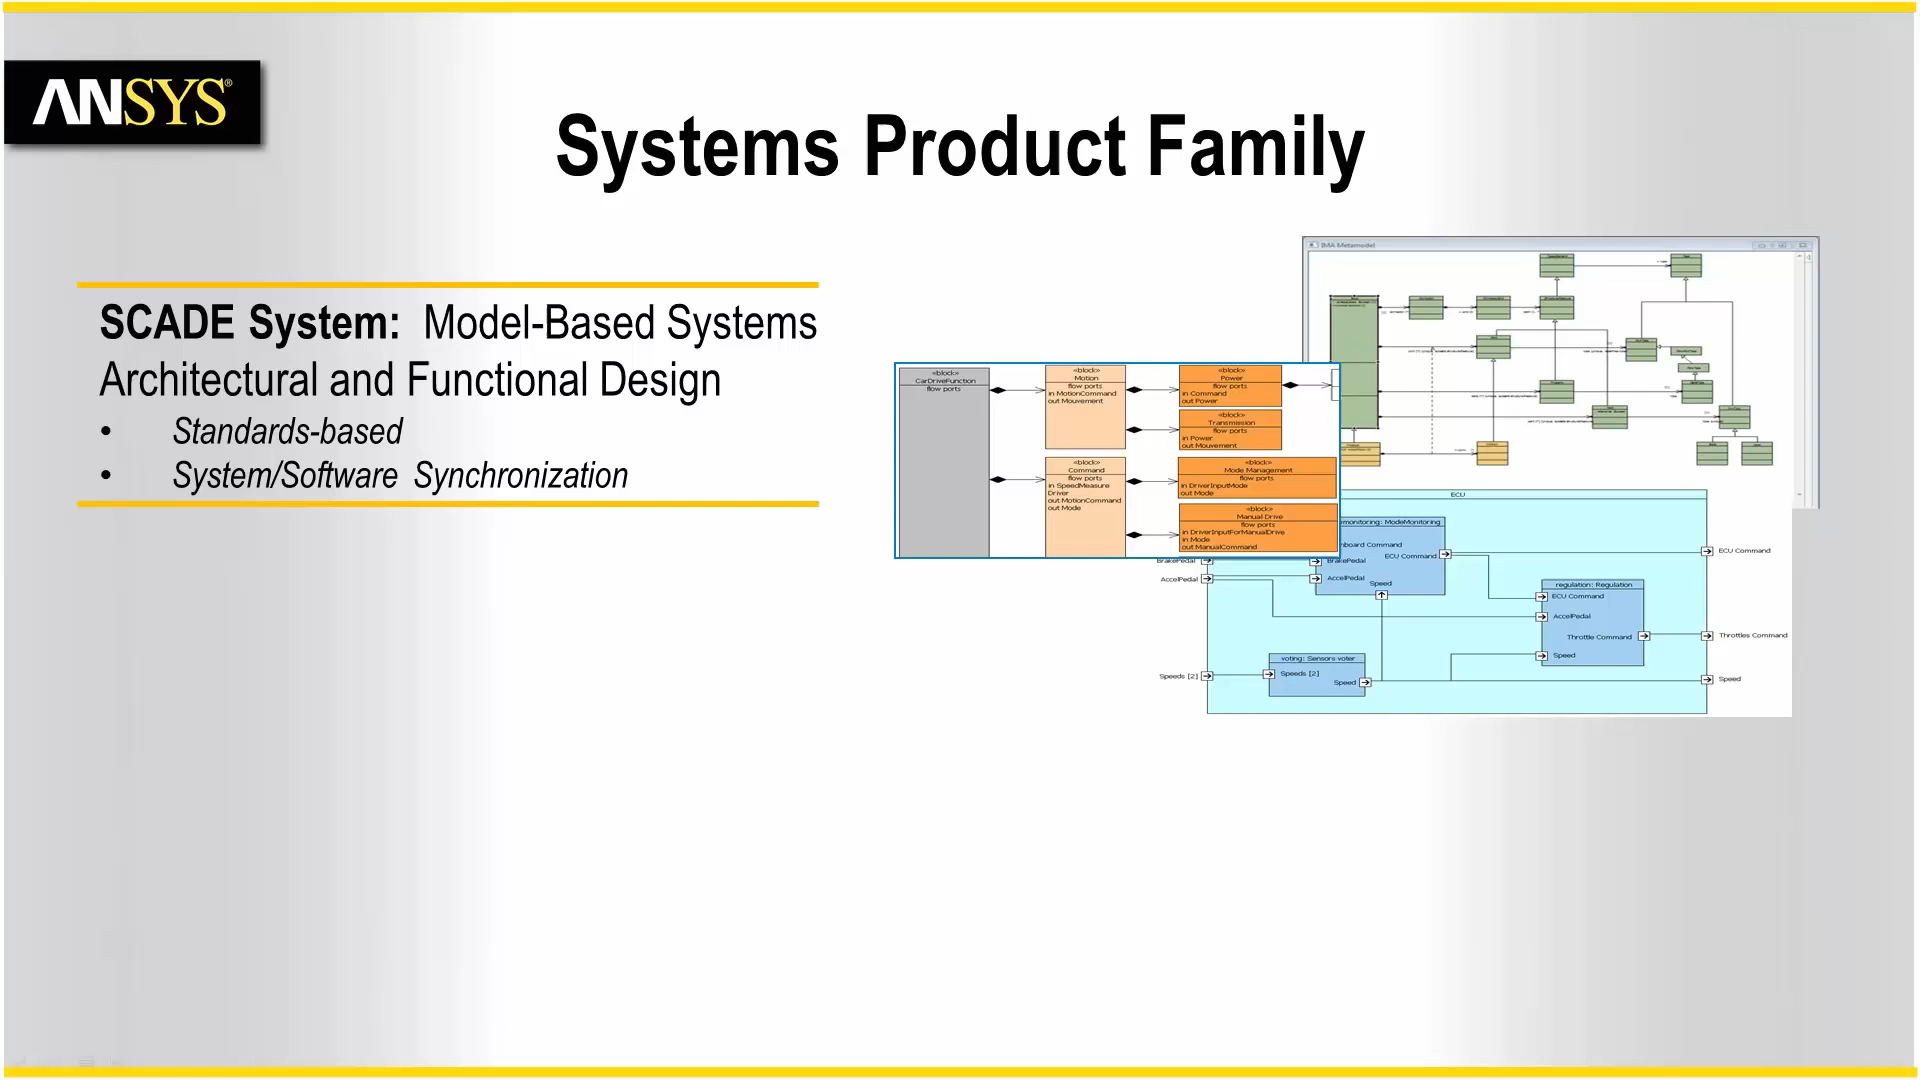 ANSYS®
Systems Product Family
SCADE System: Model-Based Systems
Architectural and Functional Design
• Standards-based
• System/Software Synchronization
IMA Metamodel
«block»
CarDriveFunction
flow ports
«block»
Motion
flow ports
in MotionCommand
out Mouvement
«block»
Power
flow ports
in Command
out Power
«block»
Transmission
flow ports
in Power
out Mouvement
«block»
Command
flow ports
in SpeedMeasure
Driver
out MotionCommand
out Mode
«block»
Mode Management
flow ports
in DriverInputMode
out Mode
«block»
Manual Drive
flow ports
in DriverInputForManualDrive
in Mode
out ManualCommand
ECU
monitoring: ModeMonitoring
board Command
ECU Command
BrakePedal
AccelPedal
Speed
BrakePedal
AccelPedal
ECU Command
regulation: Regulation
ECU Command
AccelPedal
Throttle Command
Speed
Throttles Command
voting: Sensors voter
Speeds [2]
Speed
Speeds [2]
Speed